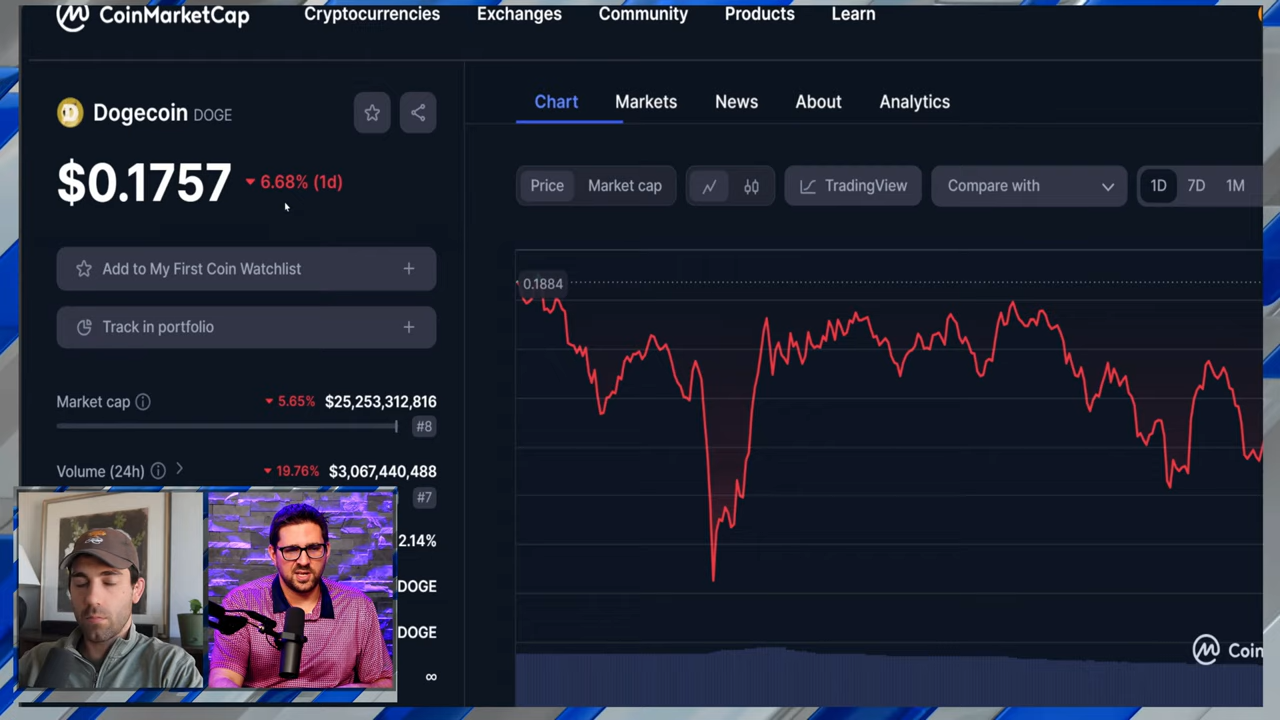 CoinMarketCap
Cryptocurrencies Exchanges Community Products Learn
Dogecoin DOGE
$0.1757 6.68% (1d)
Add to My First Coin Watchlist
Track in portfolio
Market cap 5.65% $25,253,312,816
#8
Volume (24h) 19.76% $3,067,440,488
#7
2.14%
DOGE
DOGE
∞
Chart Markets News About Analytics
Price Market cap TradingView Compare with 1D 7D 1M
0.1884
Coin